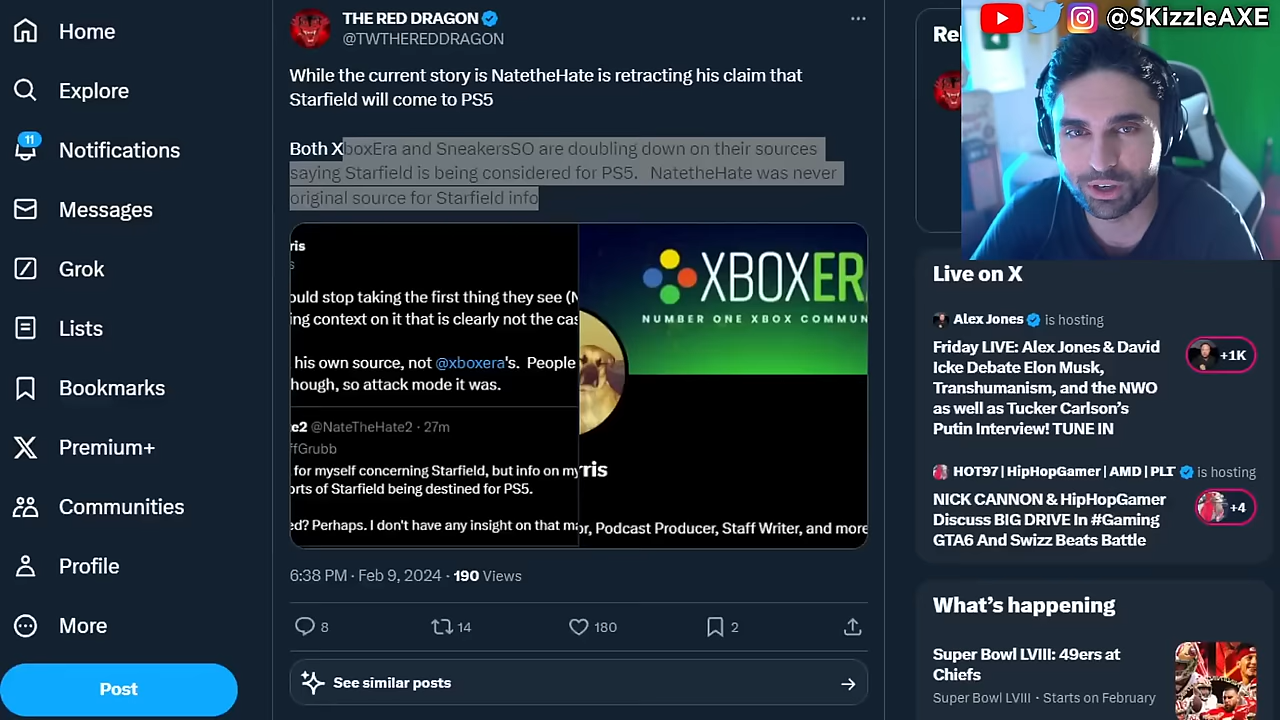 Home
Explore
11
Notifications
Messages
Grok
Lists
Bookmarks
Premium+
Communities
Profile
More
Post
THE RED DRAGON
@TWTHEREDDRAGON
While the current story is NatetheHate is retracting his claim that
Starfield will come to PS5
Both XboxEra and SneakersSO are doubling down on their sources
saying Starfield is being considered for PS5. NatetheHate was never
original source for Starfield info
ris
s
ould stop taking the first thing they see (N
ing context on it that is clearly not the cas
his own source, not @xboxera's. People
hough, so attack mode it was.
e2 @NateTheHate2 · 27m
ffGrubb
for myself concerning Starfield, but info on my
orts of Starfield being destined for PS5.
ed? Perhaps. I don't have any insight on that ma
XBOXER
NUMBER ONE XBOX COMMUN
rris
or, Podcast Producer, Staff Writer, and more
6:38 PM · Feb 9, 2024 · 190 Views
8
14
180
2
See similar posts
@SKizzleAXE
Re
Live on X
Alex Jones is hosting
Friday LIVE: Alex Jones & David
Icke Debate Elon Musk,
Transhumanism, and the NWO
as well as Tucker Carlson's
Putin Interview! TUNE IN
+1K
HOT97 | HipHopGamer | AMD | PLT is hosting
NICK CANNON & HipHopGamer
Discuss BIG DRIVE In #Gaming
GTA6 And Swizz Beats Battle
+4
What's happening
Super Bowl LVIII: 49ers at
Chiefs
Super Bowl LVIII · Starts on February